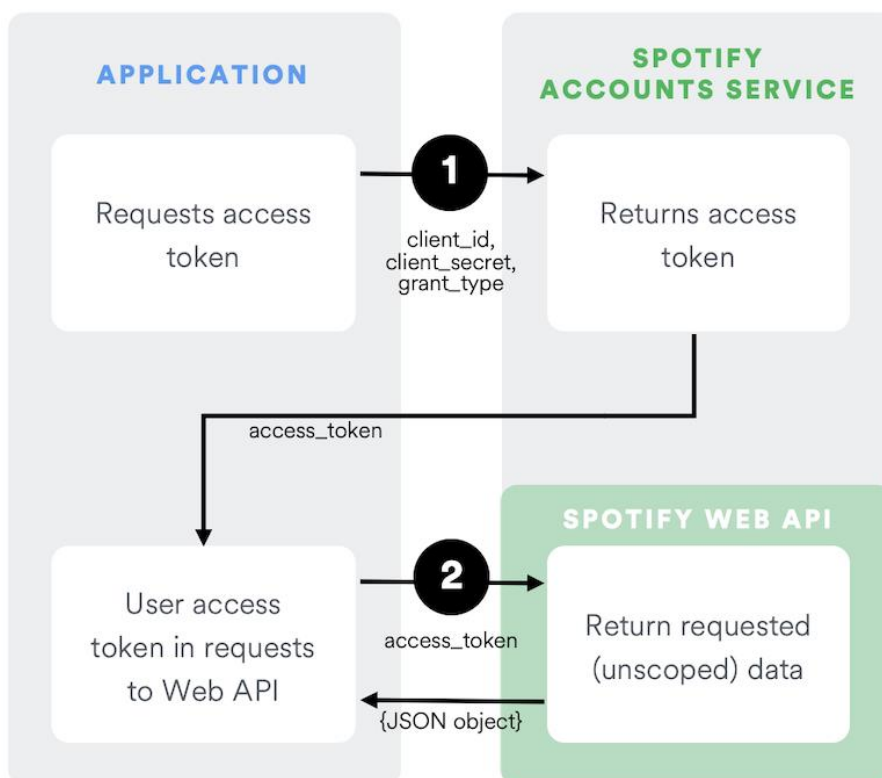 APPLICATION
SPOTIFY
ACCOUNTS SERVICE
Requests access
token
1
client_id,
client_secret,
grant_type
Returns access
token
access_token
SPOTIFY WEB API
User access
token in requests
to Web API
2
access_token
{JSON object}
Return requested
(unscoped) data